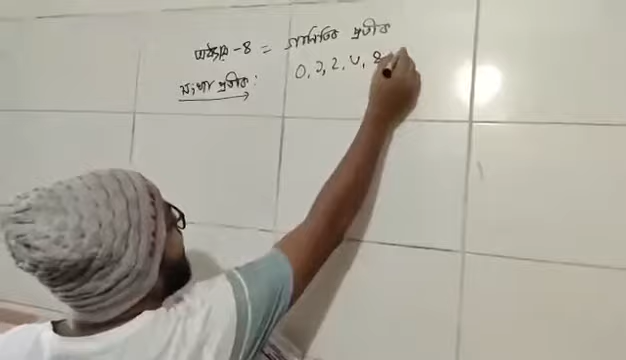 অধ্যায় -৪ = গানিতিক প্রতীক
সংখ্যা প্রতীক :
০, ১, ২, ৩, ৪